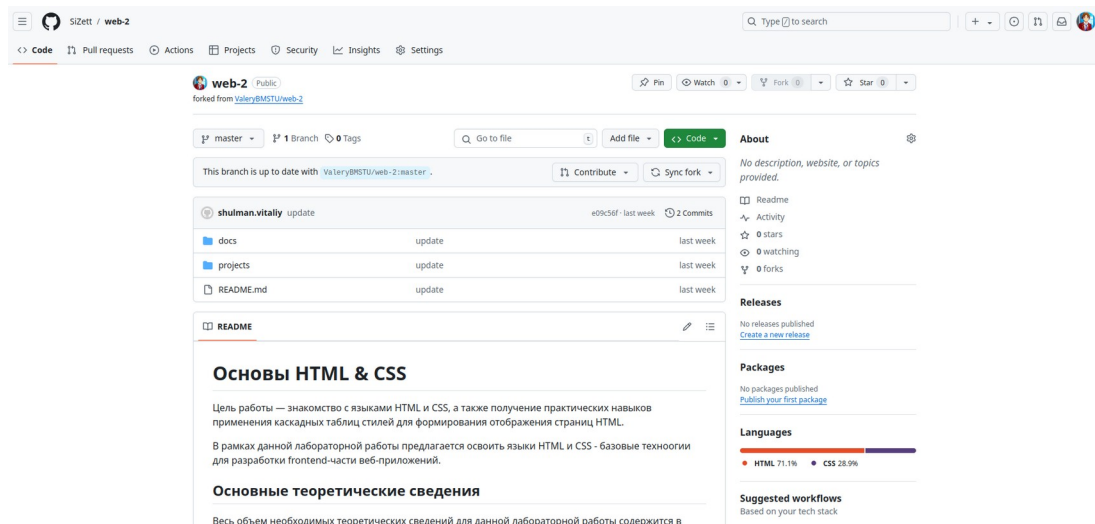 SiZett / web-2
Type / to search
Code Pull requests Actions Projects Security Insights Settings
web-2 Public
Pin Watch 0 Fork 0 Star 0
forked from ValeryBMSTU/web-2
master 1 Branch 0 Tags
Go to file t Add file Code
This branch is up to date with ValeryBMSTU/web-2:master .
Contribute Sync fork
shulman.vitaliy update e09c56f · last week 2 Commits
docs update last week
projects update last week
README.md update last week
README
Основы HTML & CSS
Цель работы — знакомство с языками HTML и CSS, а также получение практических навыков
применения каскадных таблиц стилей для формирования отображения страниц HTML.
В рамках данной лабораторной работы предлагается освоить языки HTML и CSS - базовые техноогии
для разработки frontend-части веб-приложений.
Основные теоретические сведения
Весь объем необходимых теоретических сведений для данной лабораторной работы содержится в
About
No description, website, or topics
provided.
Readme
Activity
0 stars
0 watching
0 forks
Releases
No releases published
Create a new release
Packages
No packages published
Publish your first package
Languages
HTML 71.1% CSS 28.9%
Suggested workflows
Based on your tech stack